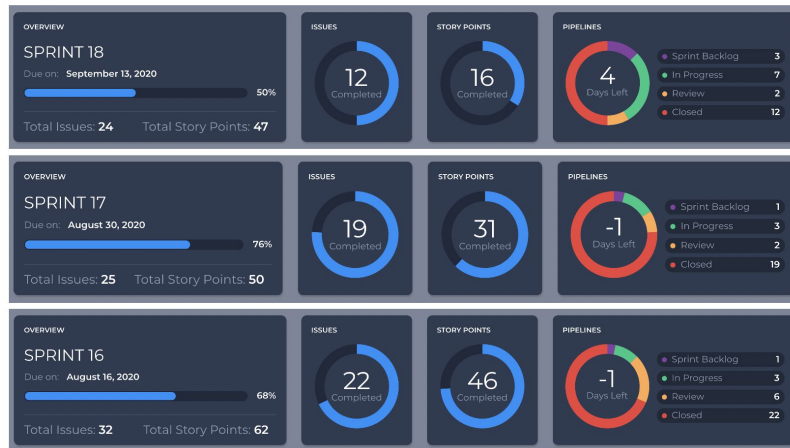 OVERVIEW
SPRINT 18
Due on: September 13, 2020
50%
Total Issues: 24 Total Story Points: 47
ISSUES
12
Completed
STORY POINTS
16
Completed
PIPELINES
4
Days Left
Sprint Backlog 3
In Progress 7
Review 2
Closed 12
OVERVIEW
SPRINT 17
Due on: August 30, 2020
76%
Total Issues: 25 Total Story Points: 50
ISSUES
19
Completed
STORY POINTS
31
Completed
PIPELINES
-1
Days Left
Sprint Backlog 1
In Progress 3
Review 2
Closed 19
OVERVIEW
SPRINT 16
Due on: August 16, 2020
68%
Total Issues: 32 Total Story Points: 62
ISSUES
22
Completed
STORY POINTS
46
Completed
PIPELINES
-1
Days Left
Sprint Backlog 1
In Progress 3
Review 6
Closed 22